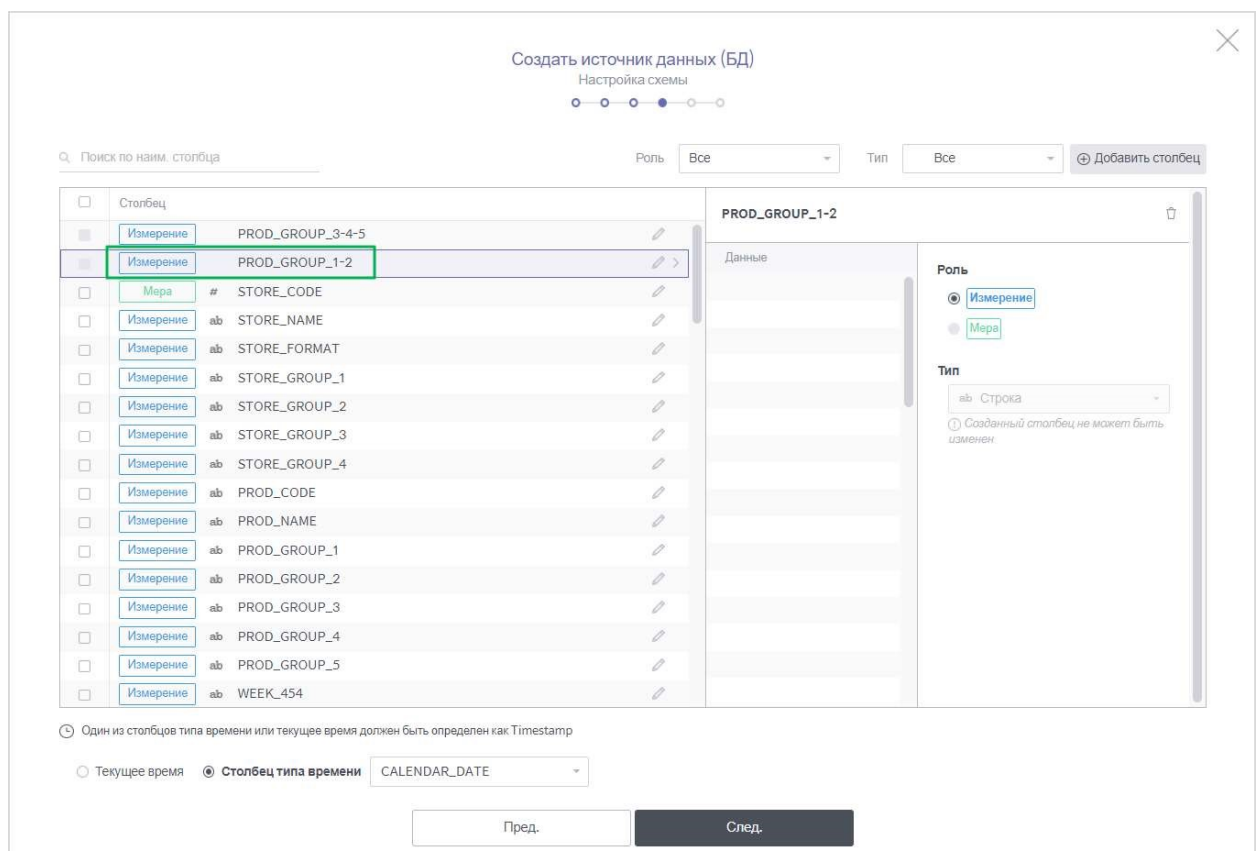 Создать источник данных (БД)
Настройка схемы
Поиск по наим. столбца
Роль Все Тип Все Добавить столбец
Столбец
PROD_GROUP_1-2
Измерение PROD_GROUP_3-4-5
Измерение PROD_GROUP_1-2
Мера # STORE_CODE
Измерение ab STORE_NAME
Измерение ab STORE_FORMAT
Измерение ab STORE_GROUP_1
Измерение ab STORE_GROUP_2
Измерение ab STORE_GROUP_3
Измерение ab STORE_GROUP_4
Измерение ab PROD_CODE
Измерение ab PROD_NAME
Измерение ab PROD_GROUP_1
Измерение ab PROD_GROUP_2
Измерение ab PROD_GROUP_3
Измерение ab PROD_GROUP_4
Измерение ab PROD_GROUP_5
Измерение ab WEEK_454
Данные
Роль
Измерение
Мера
Тип
ab Строка
Созданный столбец не может быть
изменен
Один из столбцов типа времени или текущее время должен быть определен как Timestamp
Текущее время Столбец типа времени CALENDAR_DATE
Пред. След.